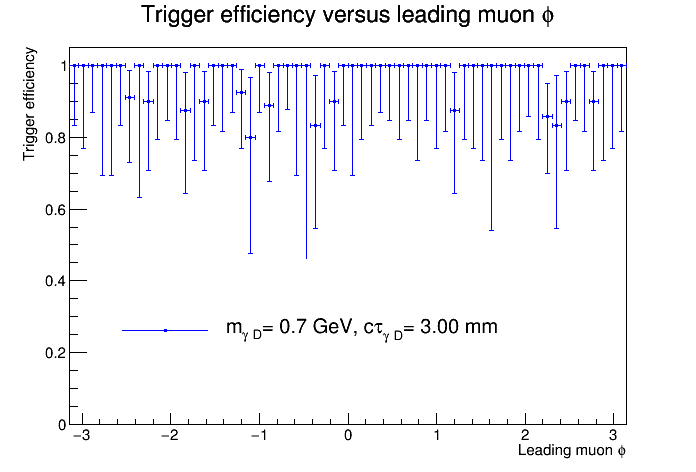 Trigger efficiency versus leading muon ϕ
Trigger efficiency
1
0.8
0.6
0.4
0.2
0
m_γ D= 0.7 GeV, cτ_γ D= 3.00 mm
−3 −2 −1 0 1 2 3
Leading muon ϕ